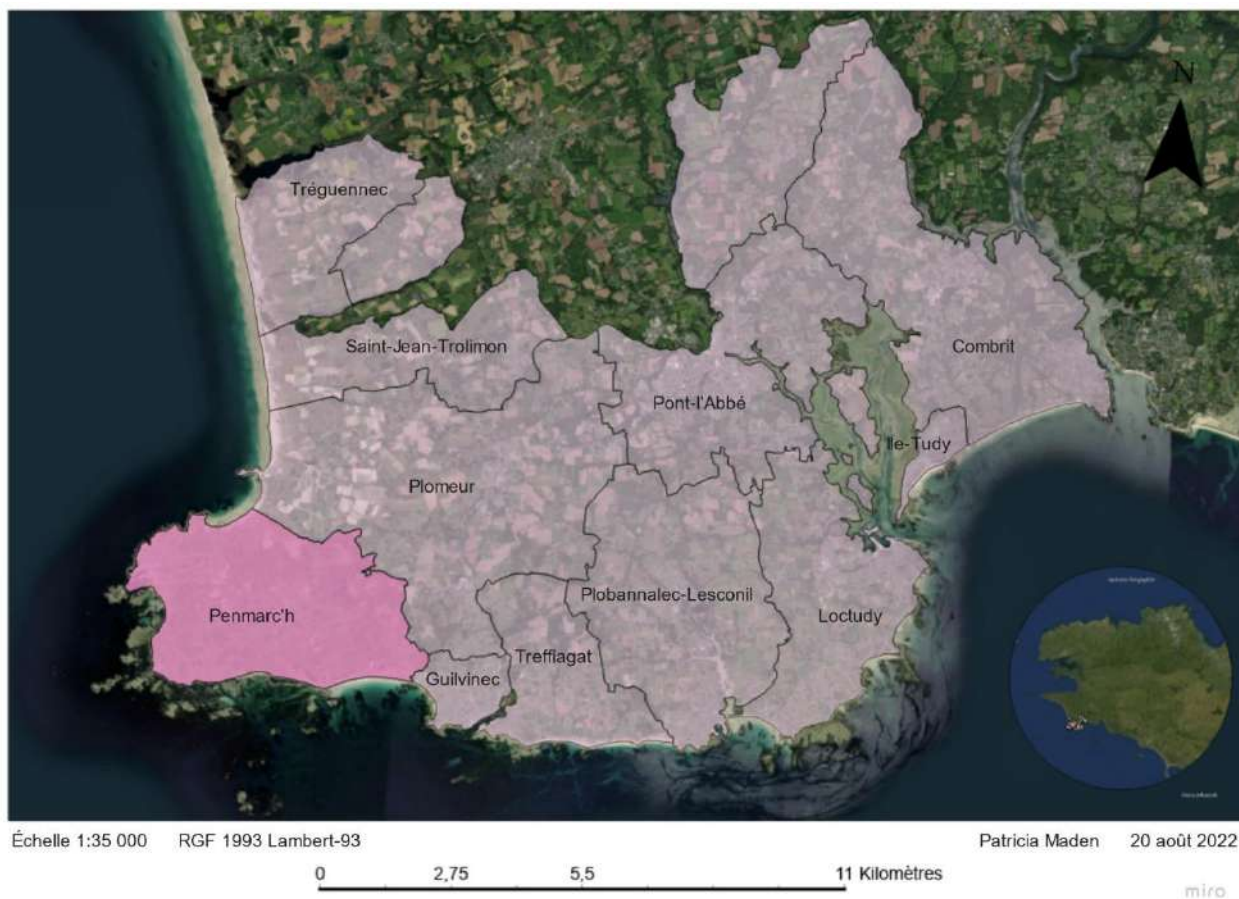 N
Tréguennec
Saint-Jean-Trolimon
Combrit
Pont-l'Abbé
Ile-Tudy
Plomeur
Penmarc'h
Plobannalec-Lesconil
Loctudy
Treffiagat
Guilvinec
Échelle 1:35 000 RGF 1993 Lambert-93 Patricia Maden 20 août 2022
0 2,75 5,5 11 Kilomètres
miro